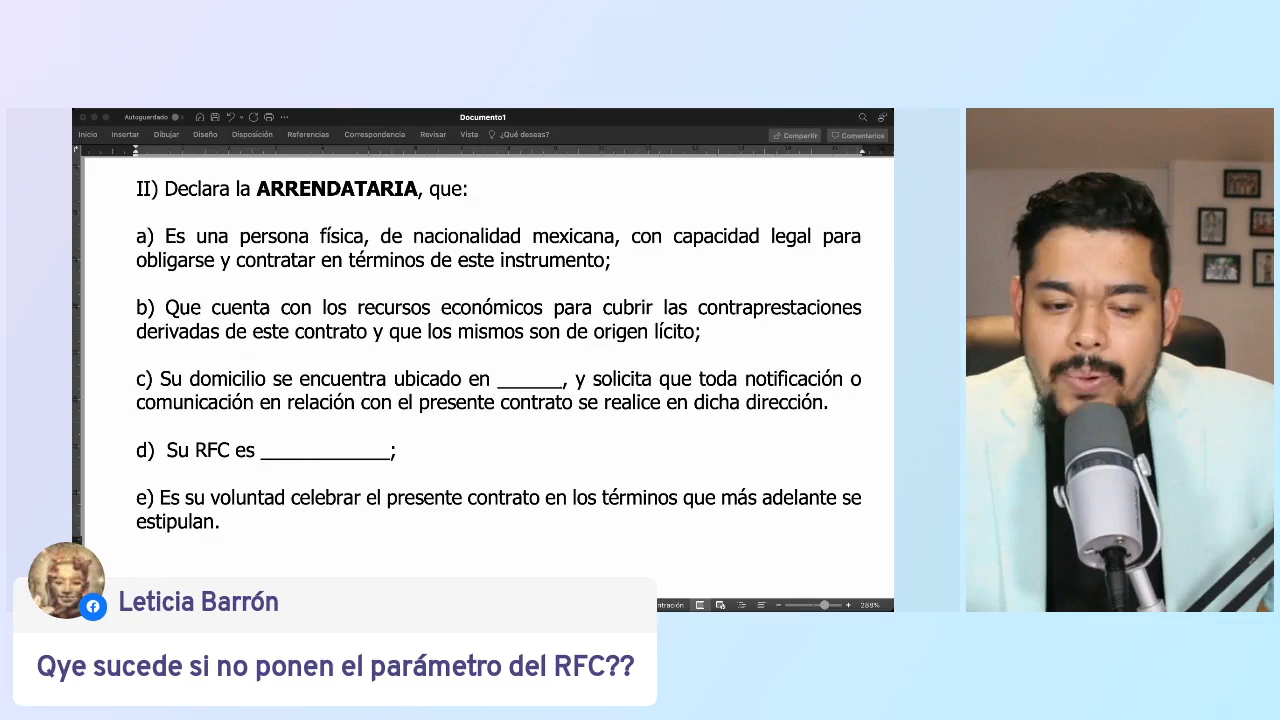 Autoguardado
Documento1
Inicio Insertar Dibujar Diseño Disposición Referencias Correspondencia Revisar Vista ¿Qué deseas? Compartir Comentarios
II) Declara la ARRENDATARIA, que:
a) Es una persona física, de nacionalidad mexicana, con capacidad legal para
obligarse y contratar en términos de este instrumento;
b) Que cuenta con los recursos económicos para cubrir las contraprestaciones
derivadas de este contrato y que los mismos son de origen lícito;
c) Su domicilio se encuentra ubicado en ______, y solicita que toda notificación o
comunicación en relación con el presente contrato se realice en dicha dirección.
d) Su RFC es ____________;
e) Es su voluntad celebrar el presente contrato en los términos que más adelante se
estipulan.
ntración 288%
Leticia Barrón
Qye sucede si no ponen el parámetro del RFC??